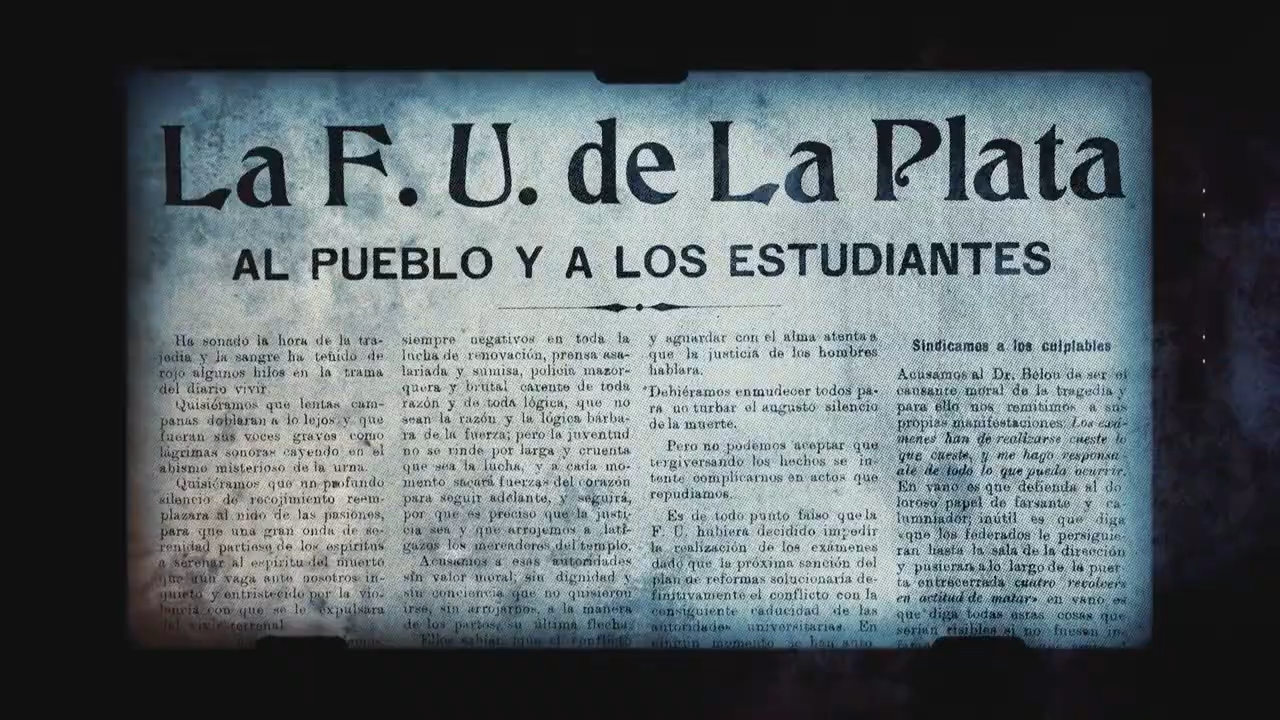 La F. U. de La Plata
AL PUEBLO Y A LOS ESTUDIANTES
Ha sonado la hora de la tra-
jedia y la sangre ha teñido de
rojo algunos hilos en la trama
del diario vivir
Quisiéramos que lentas cam-
panas doblaran a lo lejos y que
fueran sus voces graves como
lágrimas sonoras cayendo en el
abismo misterioso de la urna.
Quisiéramos que un profundo
silencio de recojimiento reem-
plazara al nido de las pasiones,
para que una gran onda de se-
renidad partiese de los espíritus
a serenar al espíritu del muerto
que aun vaga ante nosotros in-
quieto y entristecido por la vio-
lencia con que se le expulsara
del vivir terrenal
siempre negativos en toda la
lucha de renovación, prensa asa-
lariada y sumisa, policía mazor-
quera y brutal carente de toda
razón y de toda lógica, que no
sean la razón y la lógica bárba-
ra de la fuerza; pero la juventud
no se rinde por larga y cruenta
que sea la lucha, y a cada mo-
mento sacará fuerzas del corazón
para seguir adelante, y seguirá,
por que es preciso que la justi-
cia sea y que arrojemos a lati-
gazos los mercaderes del templo.
Acusamos a esas autoridades
sin valor moral, sin dignidad y
sin conciencia que no quisieron
irse, sin arrojarnos, a la manera
de los partos, su última flecha.
Ellos sabían que el conflicto
y aguardar con el alma atenta a
que la justicia de los hombres
hablara.
Debiéramos enmudecer todos pa-
ra no turbar el augusto silencio
de la muerte.
Pero no podemos aceptar que
tergiversando los hechos se in-
tente complicarnos en actos que
repudiamos.
Es de todo punto falso que la
F. U. hubiera decidido impedir
la realización de los exámenes
dado que la próxima sanción del
plan de reformas solucionaría de-
finitivamente el conflicto con la
consiguiente caducidad de las
autoridades universitarias. En
ningún momento se han
Sindicamos a los culpables
Acusamos al Dr. Belou de ser el
causante moral de la tragedia y
para ello nos remitimos a sus
propias manifestaciones: Los exá-
menes han de realizarse cueste lo
que cueste, y me hago responsa-
ble de todo lo que pueda ocurrir.
En vano es que defienda el do-
loroso papel de farsante y ca-
lumniador; inútil es que diga
«que los federados le persiguie-
ran hasta la sala de la dirección
y pusieran a lo largo de la puer
ta entrecerrada cuatro revolvers
en actitud de matar» en vano es
que diga todas estas cosas que
serían risibles si no fuesen in-